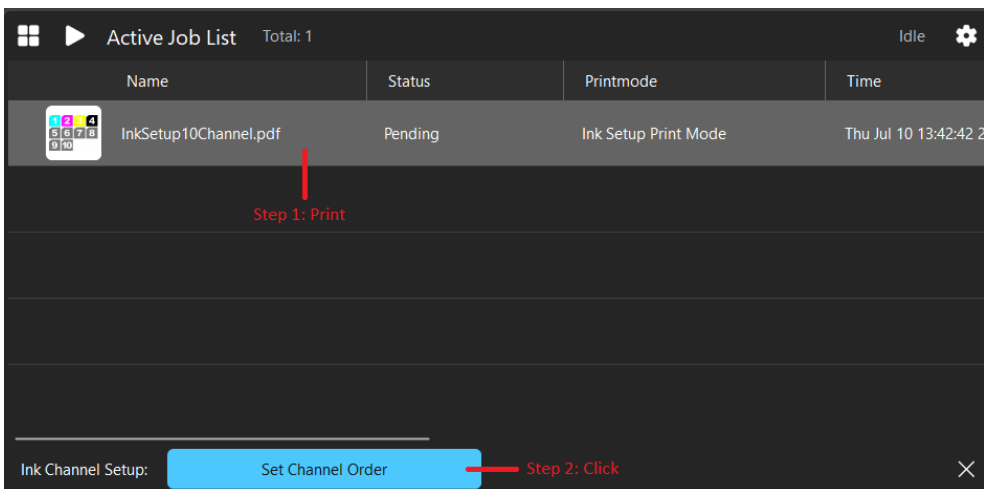 Active Job List Total: 1 Idle
Name Status Printmode Time
1 2 3 4
5 6 7 8
9 10
InkSetup10Channel.pdf Pending Ink Setup Print Mode Thu Jul 10 13:42:42 2
Step 1: Print
Ink Channel Setup: Set Channel Order Step 2: Click